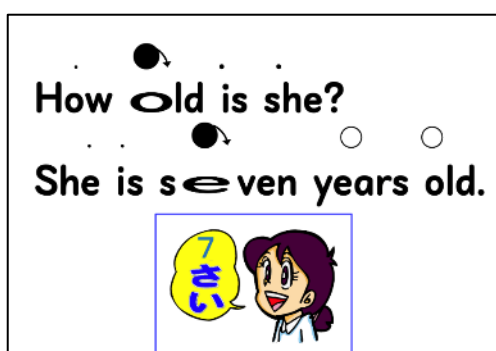 How old is she?
She is seven years old.
7
さい